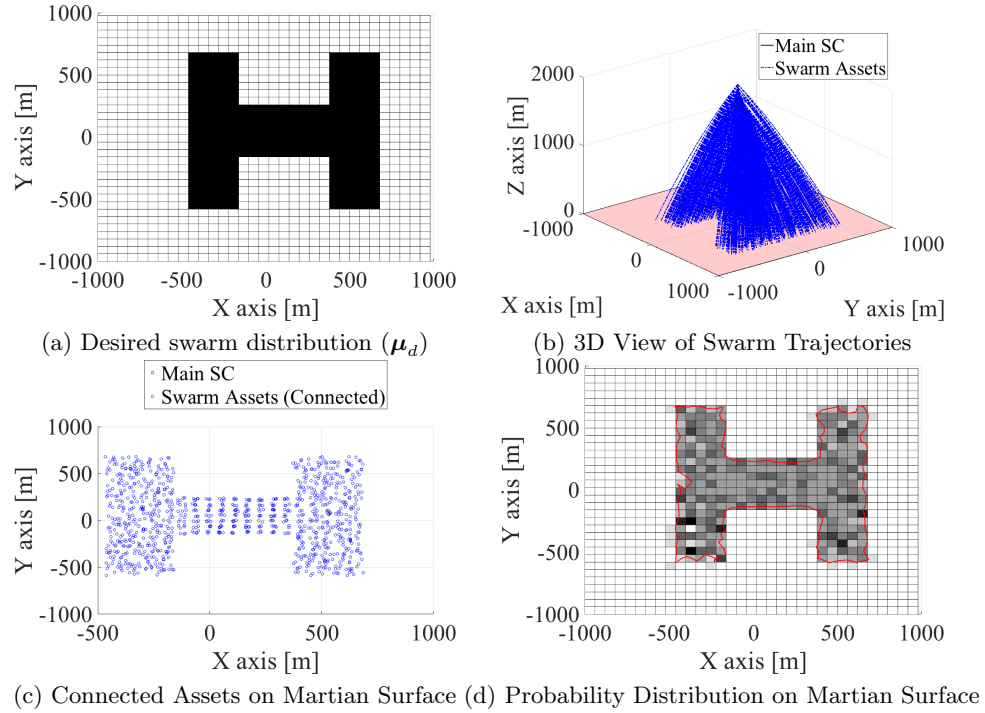 1000
500
0
-500
-1000
Y axis [m]
-1000 -500 0 500 1000
X axis [m]
(a) Desired swarm distribution (μd)
Main SC
Swarm Assets
2000
1000
0
Z axis [m]
-1000
0
1000
X axis [m]
-1000
0
1000
Y axis [m]
(b) 3D View of Swarm Trajectories
Main SC
Swarm Assets (Connected)
1000
500
0
-500
-1000
Y axis [m]
-500 0 500 1000
X axis [m]
(c) Connected Assets on Martian Surface
1000
500
0
-500
-1000
Y axis [m]
-1000 -500 0 500 1000
X axis [m]
(d) Probability Distribution on Martian Surface